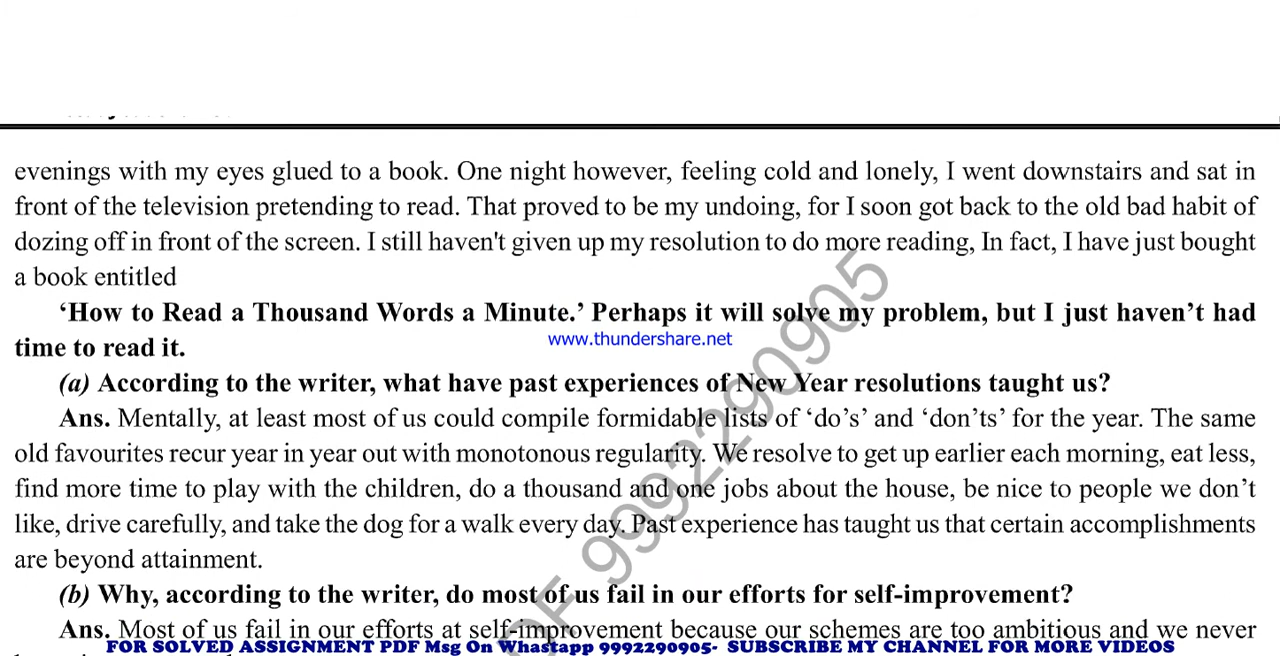 evenings with my eyes glued to a book. One night however, feeling cold and lonely, I went downstairs and sat in
front of the television pretending to read. That proved to be my undoing, for I soon got back to the old bad habit of
dozing off in front of the screen. I still haven't given up my resolution to do more reading, In fact, I have just bought
a book entitled
‘How to Read a Thousand Words a Minute.’ Perhaps it will solve my problem, but I just haven’t had
time to read it.
www.thundershare.net
(a) According to the writer, what have past experiences of New Year resolutions taught us?
Ans. Mentally, at least most of us could compile formidable lists of ‘do’s’ and ‘don’ts’ for the year. The same
old favourites recur year in year out with monotonous regularity. We resolve to get up earlier each morning, eat less,
find more time to play with the children, do a thousand and one jobs about the house, be nice to people we don’t
like, drive carefully, and take the dog for a walk every day. Past experience has taught us that certain accomplishments
are beyond attainment.
(b) Why, according to the writer, do most of us fail in our efforts for self-improvement?
Ans. Most of us fail in our efforts at self-improvement because our schemes are too ambitious and we never
FOR SOLVED ASSIGNMENT PDF Msg On Whastapp 9992290905- SUBSCRIBE MY CHANNEL FOR MORE VIDEOS
9992290905